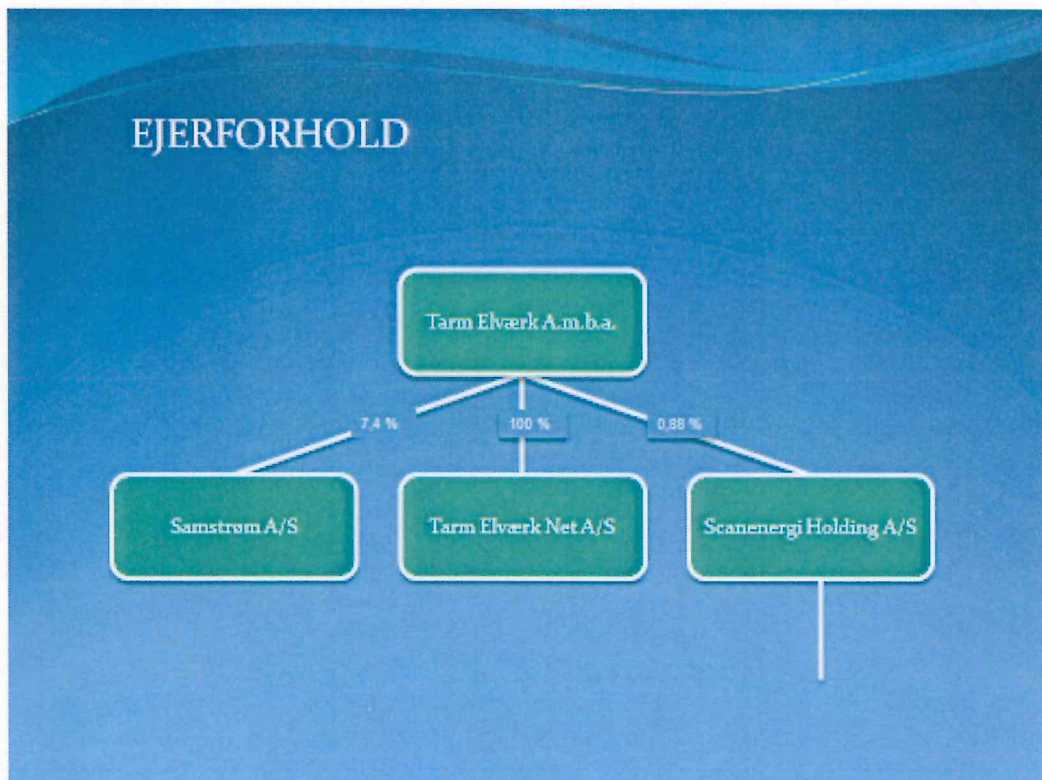 EJERFORHOLD
Tarm Elværk A.m.b.a.
7,4 %
100 %
0,88 %
Samstrøm A/S
Tarm Elværk Net A/S
Scanenergi Holding A/S